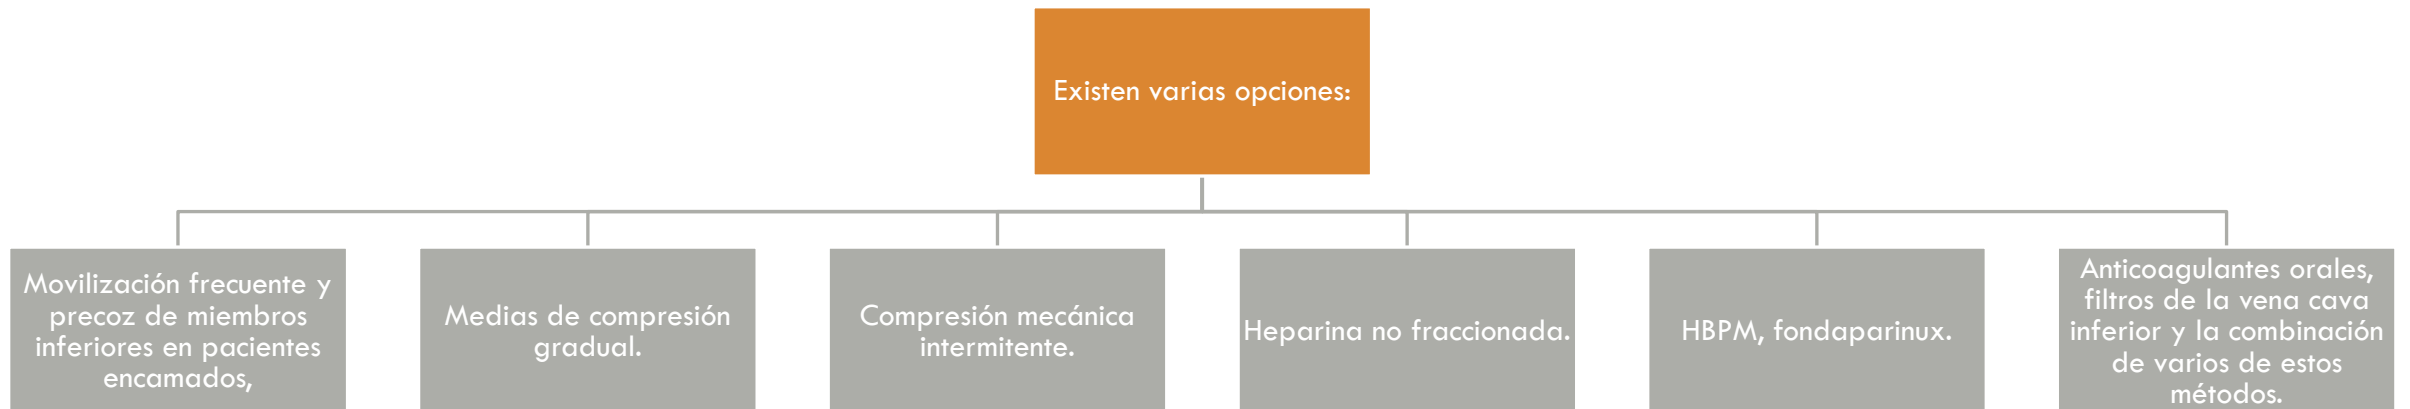 Existen varias opciones:
Movilización frecuente y
precoz de miembros
inferiores en pacientes
encamados,
Medias de compresión
gradual.
Compresión mecánica
intermitente.
Heparina no fraccionada.
HBPM, fondaparinux.
Anticoagulantes orales,
filtros de la vena cava
inferior y la combinación
de varios de estos
métodos.